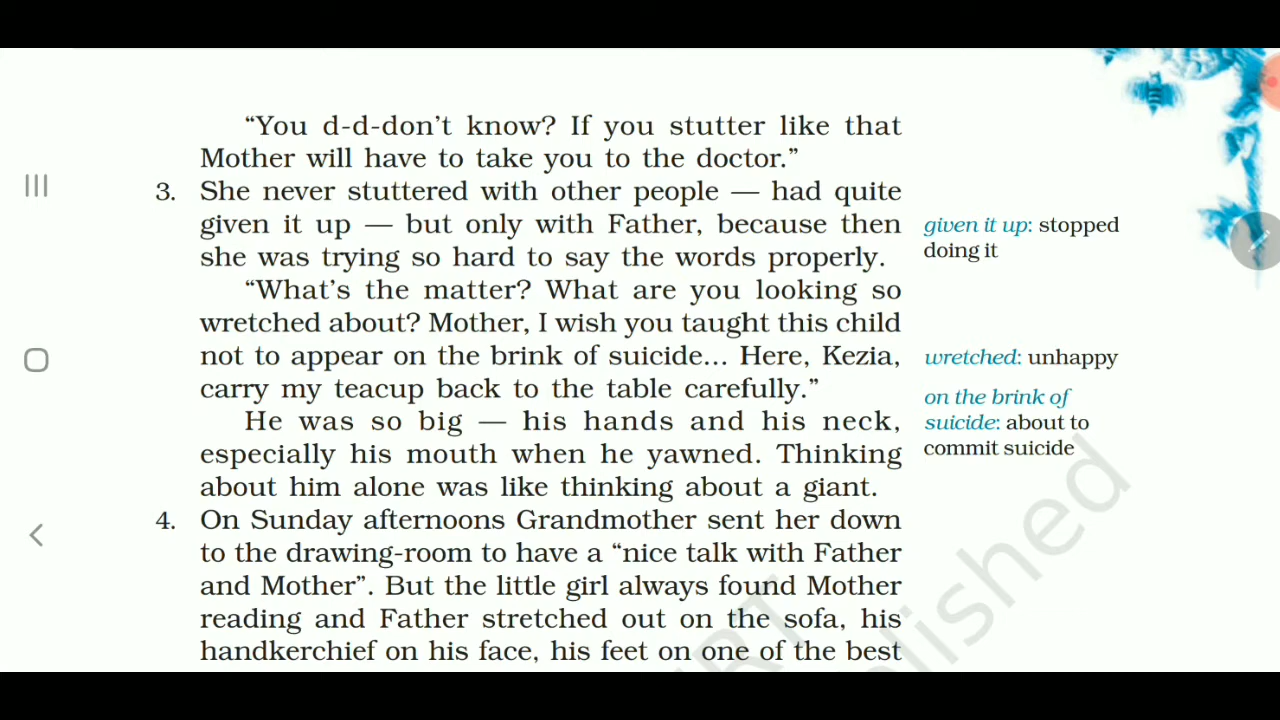 “You d-d-don’t know? If you stutter like that
Mother will have to take you to the doctor.”
3. She never stuttered with other people — had quite
given it up — but only with Father, because then
she was trying so hard to say the words properly.
“What’s the matter? What are you looking so
wretched about? Mother, I wish you taught this child
not to appear on the brink of suicide... Here, Kezia,
carry my teacup back to the table carefully.”
He was so big — his hands and his neck,
especially his mouth when he yawned. Thinking
about him alone was like thinking about a giant.
4. On Sunday afternoons Grandmother sent her down
to the drawing-room to have a “nice talk with Father
and Mother”. But the little girl always found Mother
reading and Father stretched out on the sofa, his
handkerchief on his face, his feet on one of the best
given it up: stopped
doing it
wretched: unhappy
on the brink of
suicide: about to
commit suicide